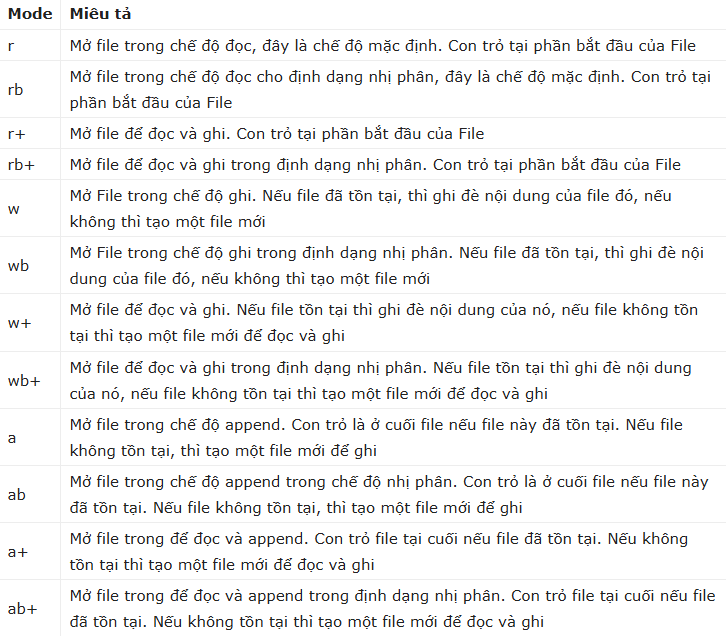 Mode Miêu tả
r Mở file trong chế độ đọc, đây là chế độ mặc định. Con trỏ tại phần bắt đầu của File
rb Mở file trong chế độ đọc cho định dạng nhị phân, đây là chế độ mặc định. Con trỏ tại
phần bắt đầu của File
r+ Mở file để đọc và ghi. Con trỏ tại phần bắt đầu của File
rb+ Mở file để đọc và ghi trong định dạng nhị phân. Con trỏ tại phần bắt đầu của File
w Mở File trong chế độ ghi. Nếu file đã tồn tại, thì ghi đè nội dung của file đó, nếu
không thì tạo một file mới
wb Mở File trong chế độ ghi trong định dạng nhị phân. Nếu file đã tồn tại, thì ghi đè nội
dung của file đó, nếu không thì tạo một file mới
w+ Mở file để đọc và ghi. Nếu file tồn tại thì ghi đè nội dung của nó, nếu file không tồn
tại thì tạo một file mới để đọc và ghi
wb+ Mở file để đọc và ghi trong định dạng nhị phân. Nếu file tồn tại thì ghi đè nội dung
của nó, nếu file không tồn tại thì tạo một file mới để đọc và ghi
a Mở file trong chế độ append. Con trỏ là ở cuối file nếu file này đã tồn tại. Nếu file
không tồn tại, thì tạo một file mới để ghi
ab Mở file trong chế độ append trong chế độ nhị phân. Con trỏ là ở cuối file nếu file này
đã tồn tại. Nếu file không tồn tại, thì tạo một file mới để ghi
a+ Mở file trong để đọc và append. Con trỏ file tại cuối nếu file đã tồn tại. Nếu không
tồn tại thì tạo một file mới để đọc và ghi
ab+ Mở file trong để đọc và append trong định dạng nhị phân. Con trỏ file tại cuối nếu file
đã tồn tại. Nếu không tồn tại thì tạo một file mới để đọc và ghi